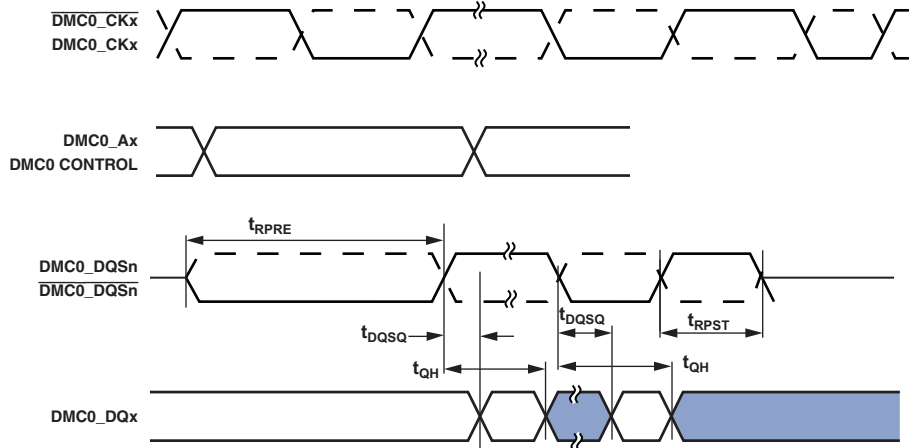 DMC0_CKx
DMC0_CKx
DMC0_Ax
DMC0 CONTROL
tRPRE
DMC0_DQSn
DMC0_DQSn
tDQSQ
tDQSQ
tRPST
tQH
tQH
DMC0_DQx